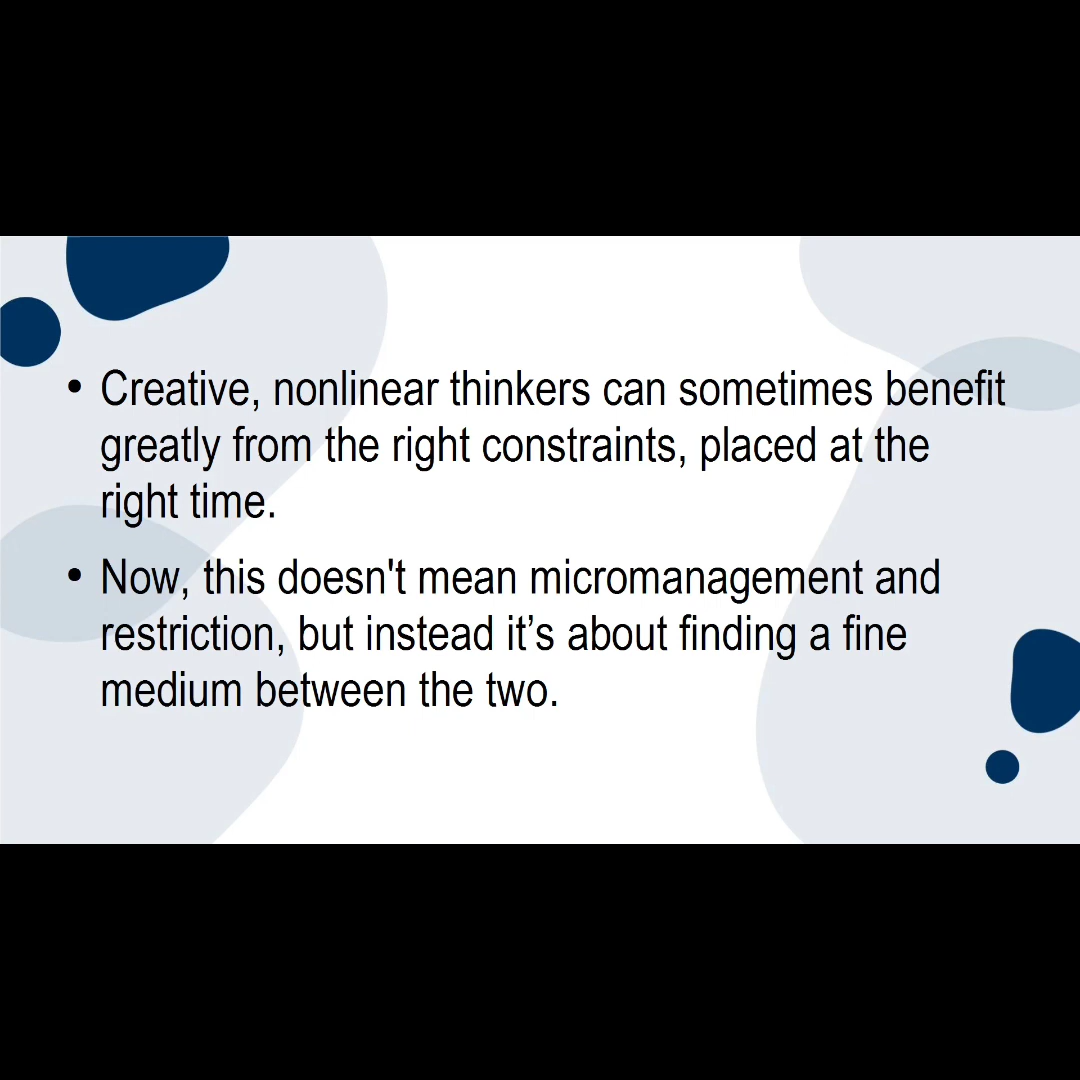 • Creative, nonlinear thinkers can sometimes benefit
greatly from the right constraints, placed at the
right time.
• Now, this doesn't mean micromanagement and
restriction, but instead it’s about finding a fine
medium between the two.